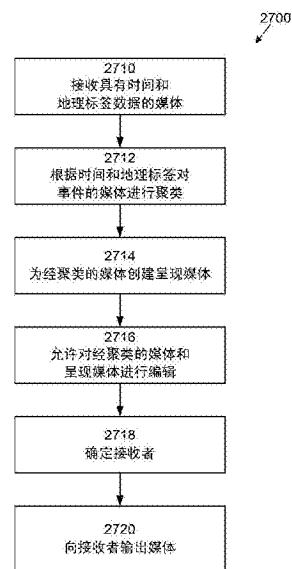 2700
2710
接收具有时间和
地理标签数据的媒体
2712
根据时间和地理标签对
事件的媒体进行聚类
2714
为经聚类的媒体创建呈现媒体
2716
允许对经聚类的媒体和
呈现媒体进行编辑
2718
确定接收者
2720
向接收者输出媒体